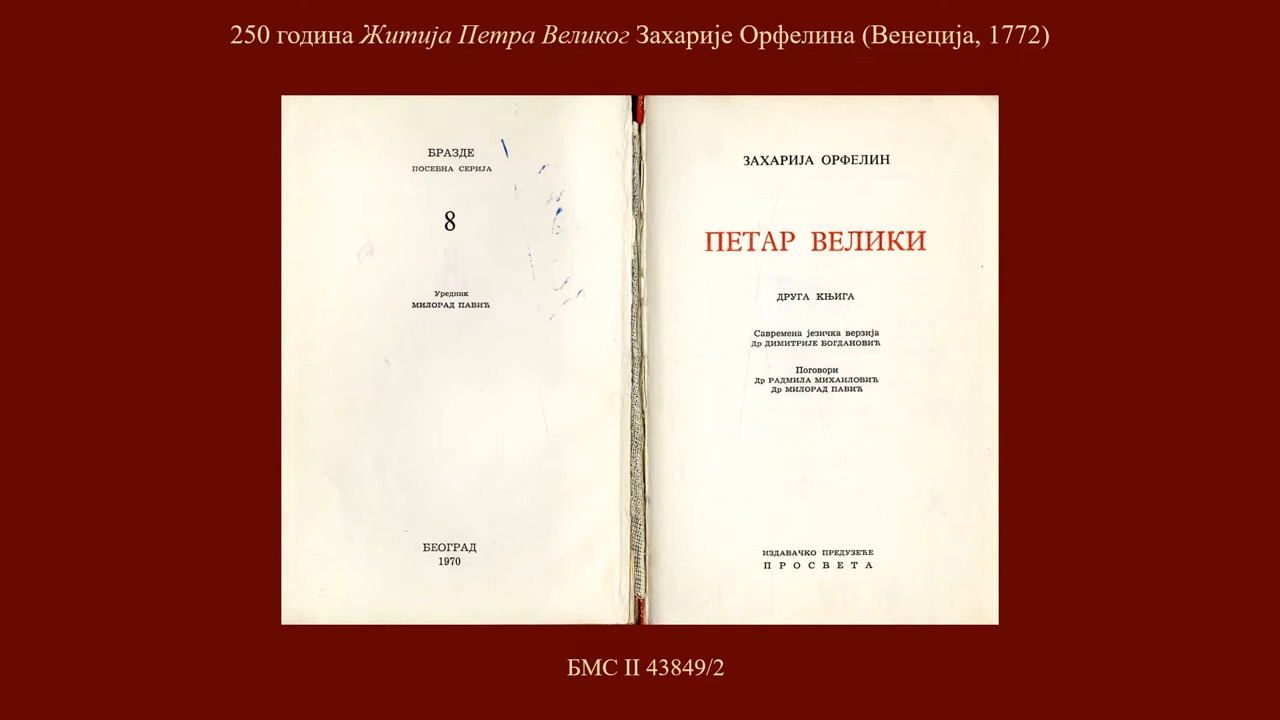 250 година Житија Петра Великог Захарије Орфелина (Венеција, 1772)
БРАЗДЕ
ПОСЕБНА СЕРИЈА
8
Уредник
МИЛОРАД ПАВИЋ
БЕОГРАД
1970
ЗАХАРИЈА ОРФЕЛИН
ПЕТАР ВЕЛИКИ
ДРУГА КЊИГА
Савремена језичка верзија
Др ДИМИТРИЈЕ БОГДАНОВИЋ
Поговори
Др РАДМИЛА МИХАИЛОВИЋ
Др МИЛОРАД ПАВИЋ
ИЗДАВАЧКО ПРЕДУЗЕЋЕ
ПРОСВЕТА
БМС II 43849/2